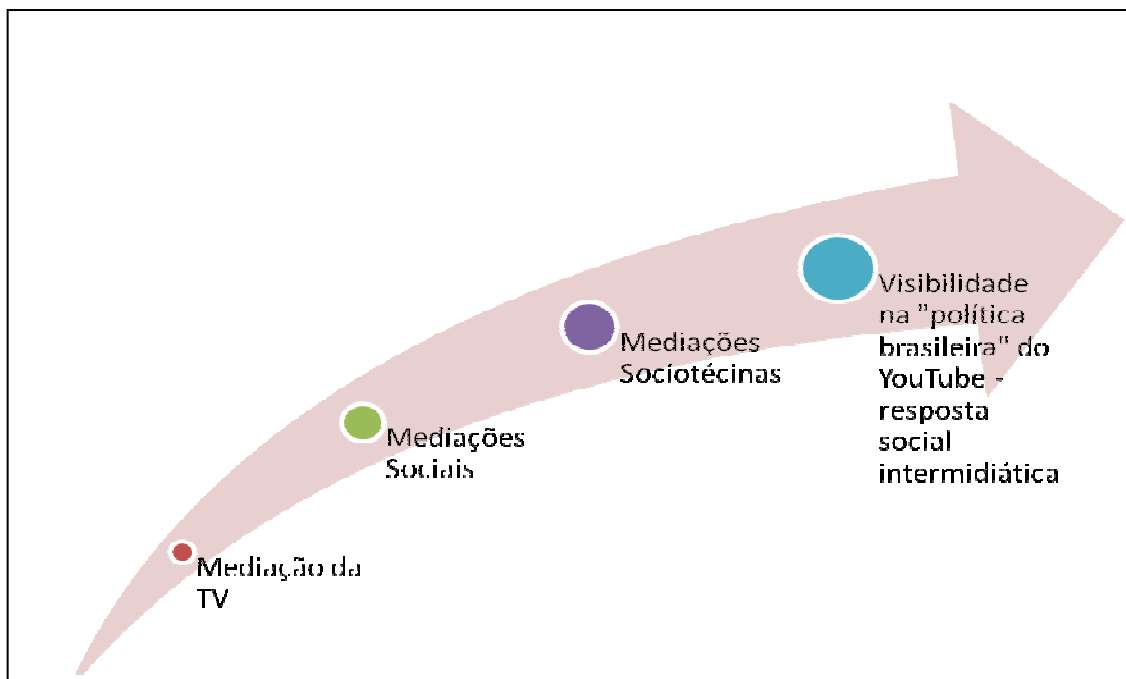 Mediação da
TV
Mediações
Sociais
Mediações
Sociotécinas
Visibilidade
na "política
brasileira" do
YouTube -
resposta
social
intermidiática